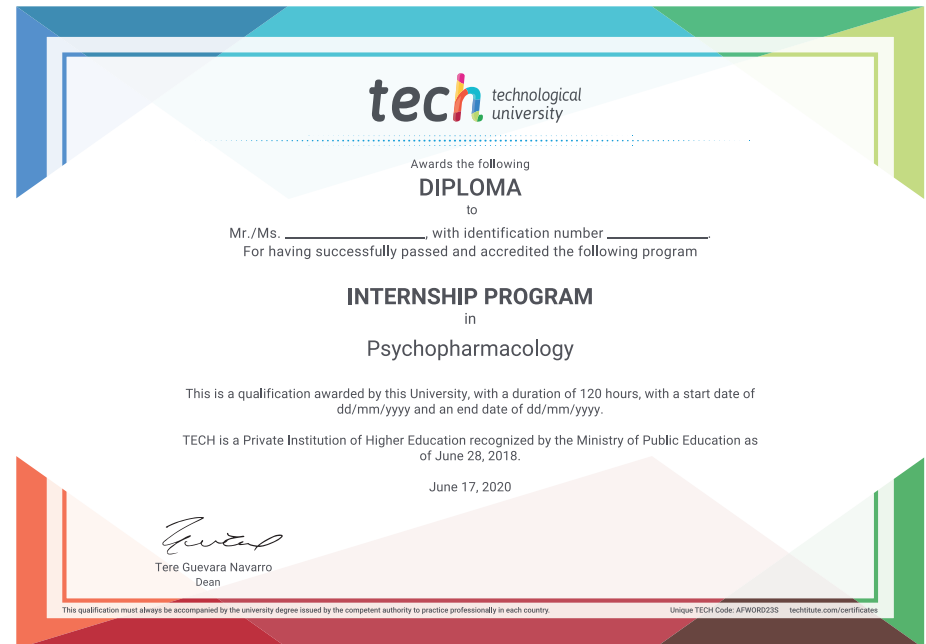 tech technological
university
Awards the following
DIPLOMA
to
Mr./Ms. ____________________, with identification number ______________.
For having successfully passed and accredited the following program
INTERNSHIP PROGRAM
in
Psychopharmacology
This is a qualification awarded by this University, with a duration of 120 hours, with a start date of
dd/mm/yyyy and an end date of dd/mm/yyyy.
TECH is a Private Institution of Higher Education recognized by the Ministry of Public Education as
of June 28, 2018.
June 17, 2020
Tere Guevara Navarro
Dean
This qualification must always be accompanied by the university degree issued by the competent authority to practice professionally in each country. Unique TECH Code: AFWORD23S techtitute.com/certificates